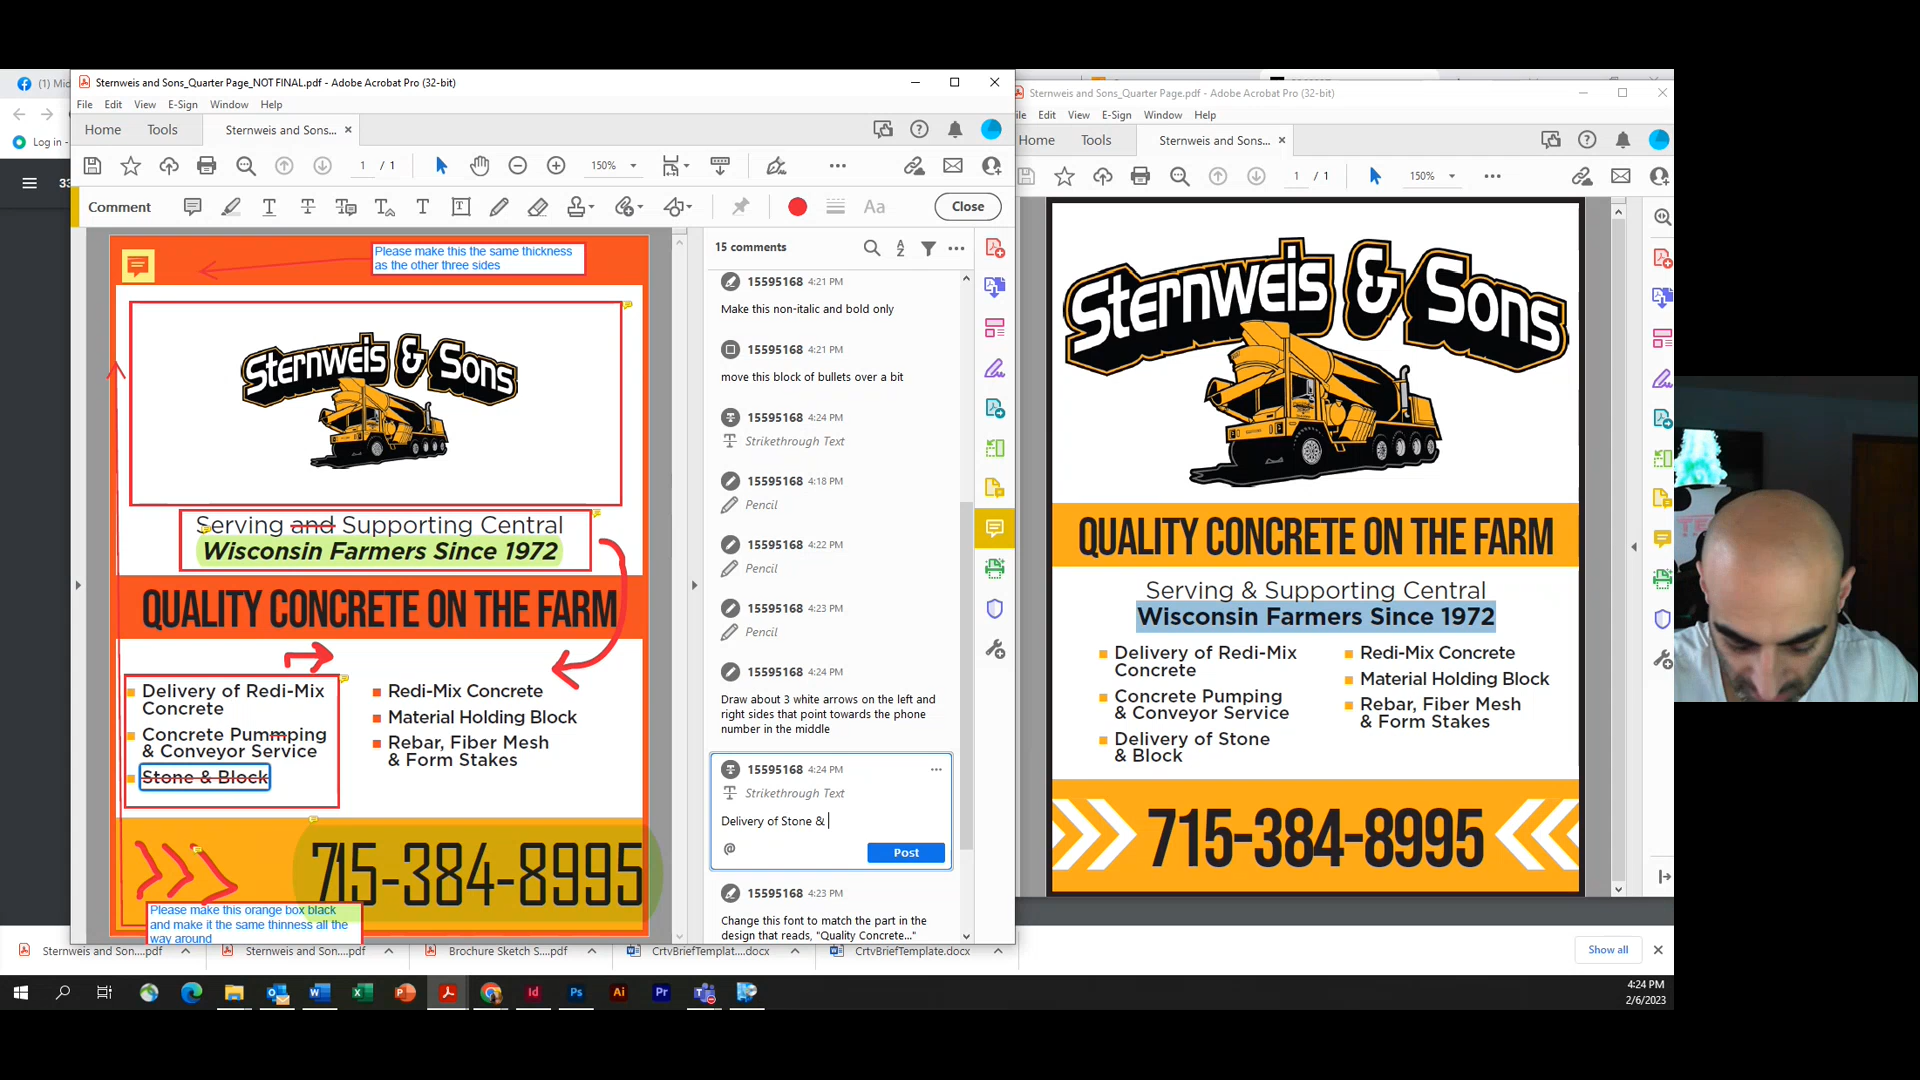 Sternweis and Sons_Quarter Page_NOT FINAL.pdf - Adobe Acrobat Pro (32-bit)
File Edit View E-Sign Window Help
Home Tools Sternweis and Sons...
1 / 1
150%
Comment
Aa
Close
(1)
Log in -
Please make this the same thickness
as the other three sides
Sternweis & Sons
Serving and Supporting Central
Wisconsin Farmers Since 1972
QUALITY CONCRETE ON THE FARM
Delivery of Redi-Mix
Concrete
Concrete Pummping
& Conveyor Service
Stone & Block
Redi-Mix Concrete
Material Holding Block
Rebar, Fiber Mesh
& Form Stakes
715-384-8995
Please make this orange box black
and make it the same thinness all the
way around
15 comments
15595168 4:21 PM
Make this non-italic and bold only
15595168 4:21 PM
move this block of bullets over a bit
15595168 4:24 PM
Strikethrough Text
15595168 4:18 PM
Pencil
15595168 4:22 PM
Pencil
15595168 4:23 PM
Pencil
15595168 4:24 PM
Draw about 3 white arrows on the left and
right sides that point towards the phone
number in the middle
15595168 4:24 PM
Strikethrough Text
Delivery of Stone &
@
Post
15595168 4:23 PM
Change this font to match the part in the
design that reads, "Quality Concrete..."
Sternweis and Sons_Quarter Page.pdf - Adobe Acrobat Pro (32-bit)
Edit View E-Sign Window Help
Home Tools Sternweis and Sons...
1 / 1
150%
Sternweis & Sons
QUALITY CONCRETE ON THE FARM
Serving & Supporting Central
Wisconsin Farmers Since 1972
Delivery of Redi-Mix
Concrete
Concrete Pumping
& Conveyor Service
Delivery of Stone
& Block
Redi-Mix Concrete
Material Holding Block
Rebar, Fiber Mesh
& Form Stakes
715-384-8995
Sternweis and Son....pdf
Sternweis and Son....pdf
Brochure Sketch S....pdf
CrtvBriefTemplat....docx
CrtvBriefTemplate.docx
Show all
4:24 PM
2/6/2023